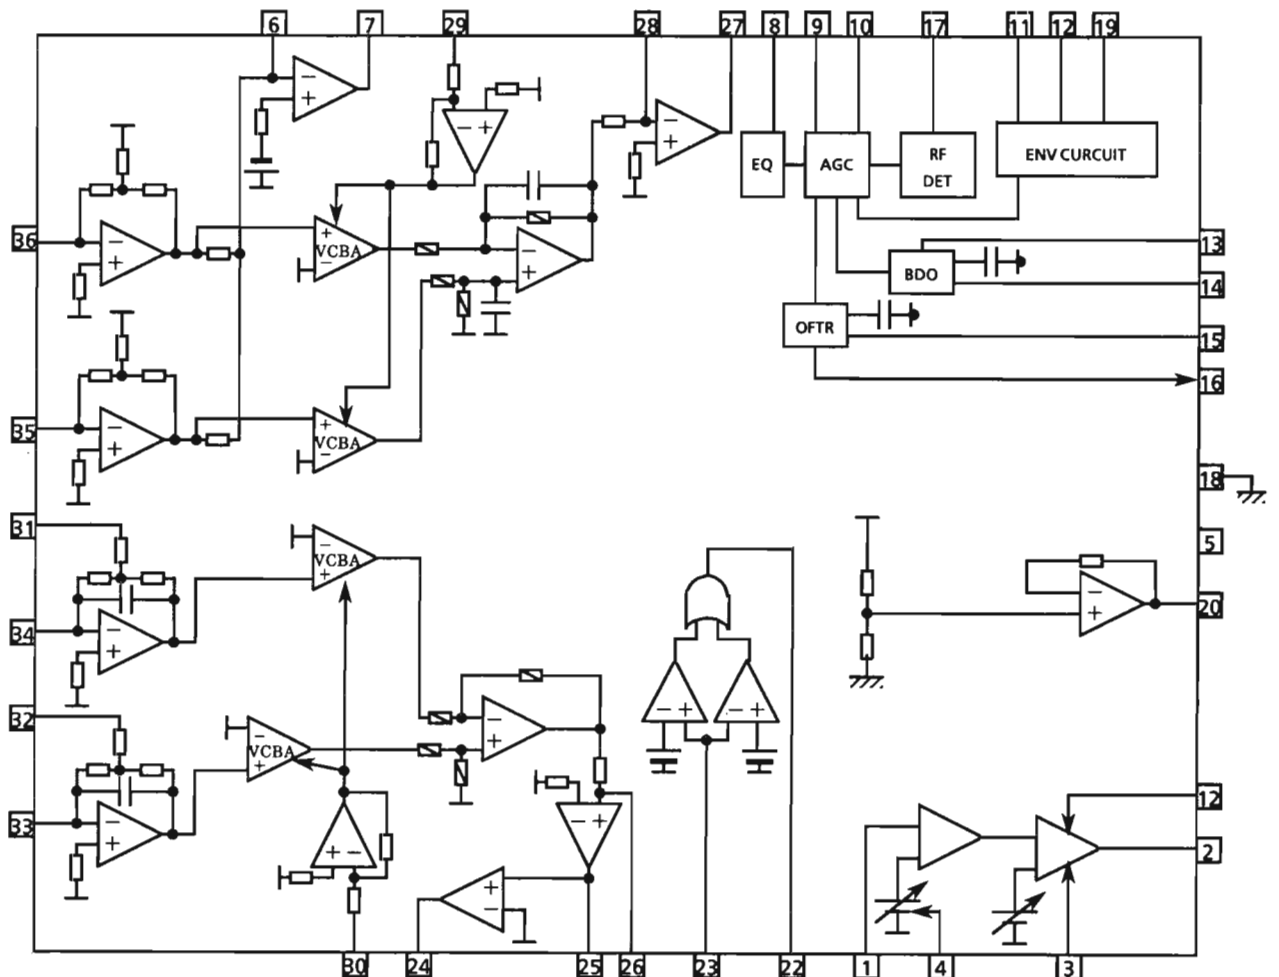 6 7 29 28 27 8 9 10 17 11 12 19
− +
− +
− +
EQ AGC RF DET ENV CURCUIT
36 − + + VCBA − − + 13
BDO
14
OFTR
15
16
35 − + + VCBA −
18
31 − VCBA +
5
34 − + − + 20
32
− VCBA + − + − + − +
33 − + − + 12
+ − 2
+ −
30 24 25 26 23 22 1 4 3